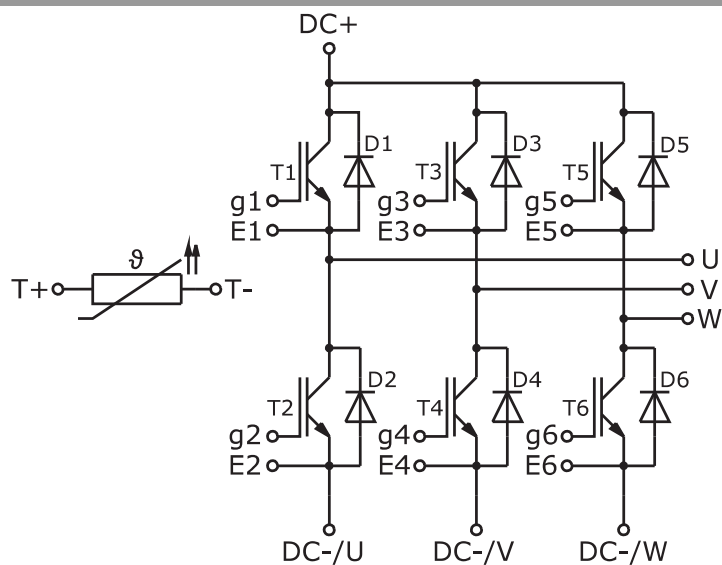 DC+
D1 D3 D5
T1 T3 T5
g1 g3 g5
E1 E3 E5
ϑ
U
T+ T-
V
W
D2 D4 D6
T2 T4 T6
g2 g4 g6
E2 E4 E6
DC-/U DC-/V DC-/W